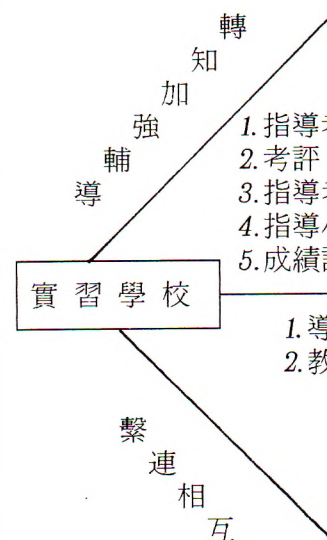 轉知加強輔導
1.指導
2.考評
3.指導
4.指導
5.成績
實習學校
1.導
2.教
繫連相互